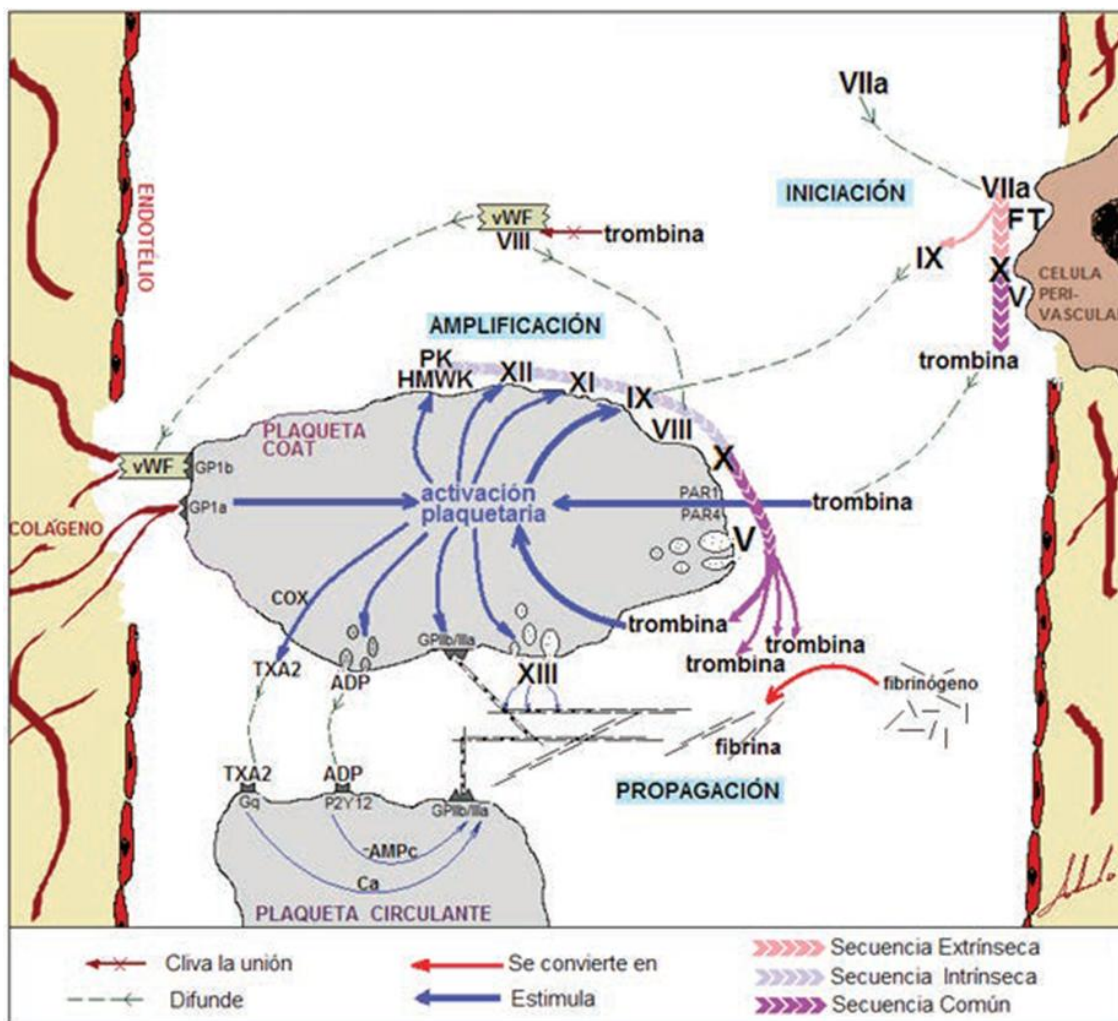 VIIa
ENDOTÉLIO
INICIACIÓN
VIIa
FT
vWF
VIII
trombina
IX
X
V
CELULA
PERI-
VASCULAR
AMPLIFICACIÓN
trombina
PK
HMWK
XII
XI
IX
VIII
X
PLAQUETA
COAT
vWF
GP1b
GP1a
COLÁGENO
activación
plaquetaria
PAR1
PAR4
trombina
V
COX
trombina
trombina
trombina
TXA2
ADP
GPIIb/IIIa
XIII
fibrinógeno
fibrina
TXA2
Gq
ADP
P2Y12
GPIIb/IIIa
PROPAGACIÓN
-AMPc
Ca
PLAQUETA CIRCULANTE
Cliva la unión
Se convierte en
Secuencia Extrínseca
Difunde
Estimula
Secuencia Intrínseca
Secuencia Común